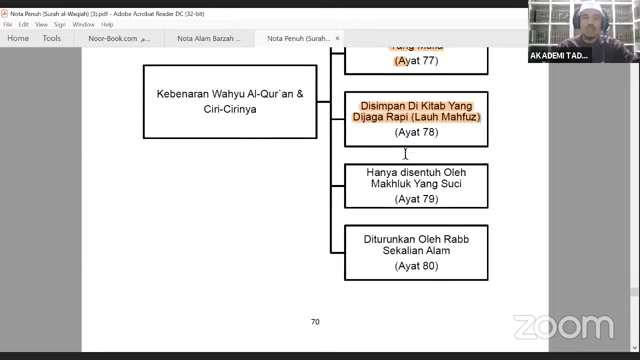 Nota Penuh (Surah al-Waqiah) (3).pdf - Adobe Acrobat Reader DC (32-bit)
File Edit View Sign Window Help
Home Tools Noor-Book.com م... Nota Alam Barzah Nota Penuh (Surah... ×
AKADEMI TAD...
Yang Mulia
(Ayat 77)
Kebenaran Wahyu Al-Qur´an &
Ciri-Cirinya
Disimpan Di Kitab Yang
Dijaga Rapi (Lauh Mahfuz)
(Ayat 78)
Hanya disentuh Oleh
Makhluk Yang Suci
(Ayat 79)
Diturunkan Oleh Rabb
Sekalian Alam
(Ayat 80)
70
zoom